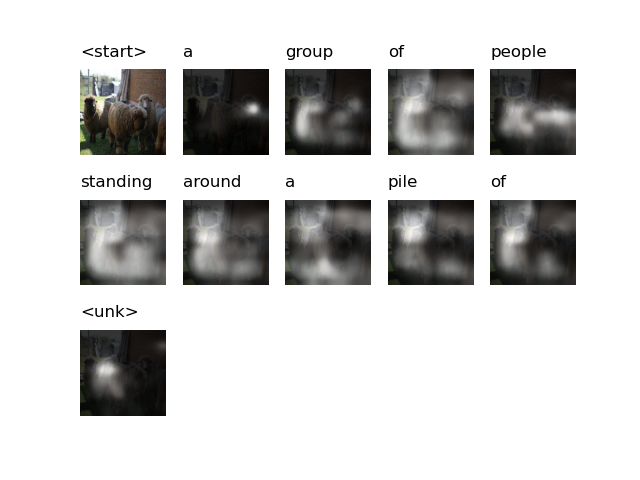 <start> a group of people
standing around a pile of
<unk>